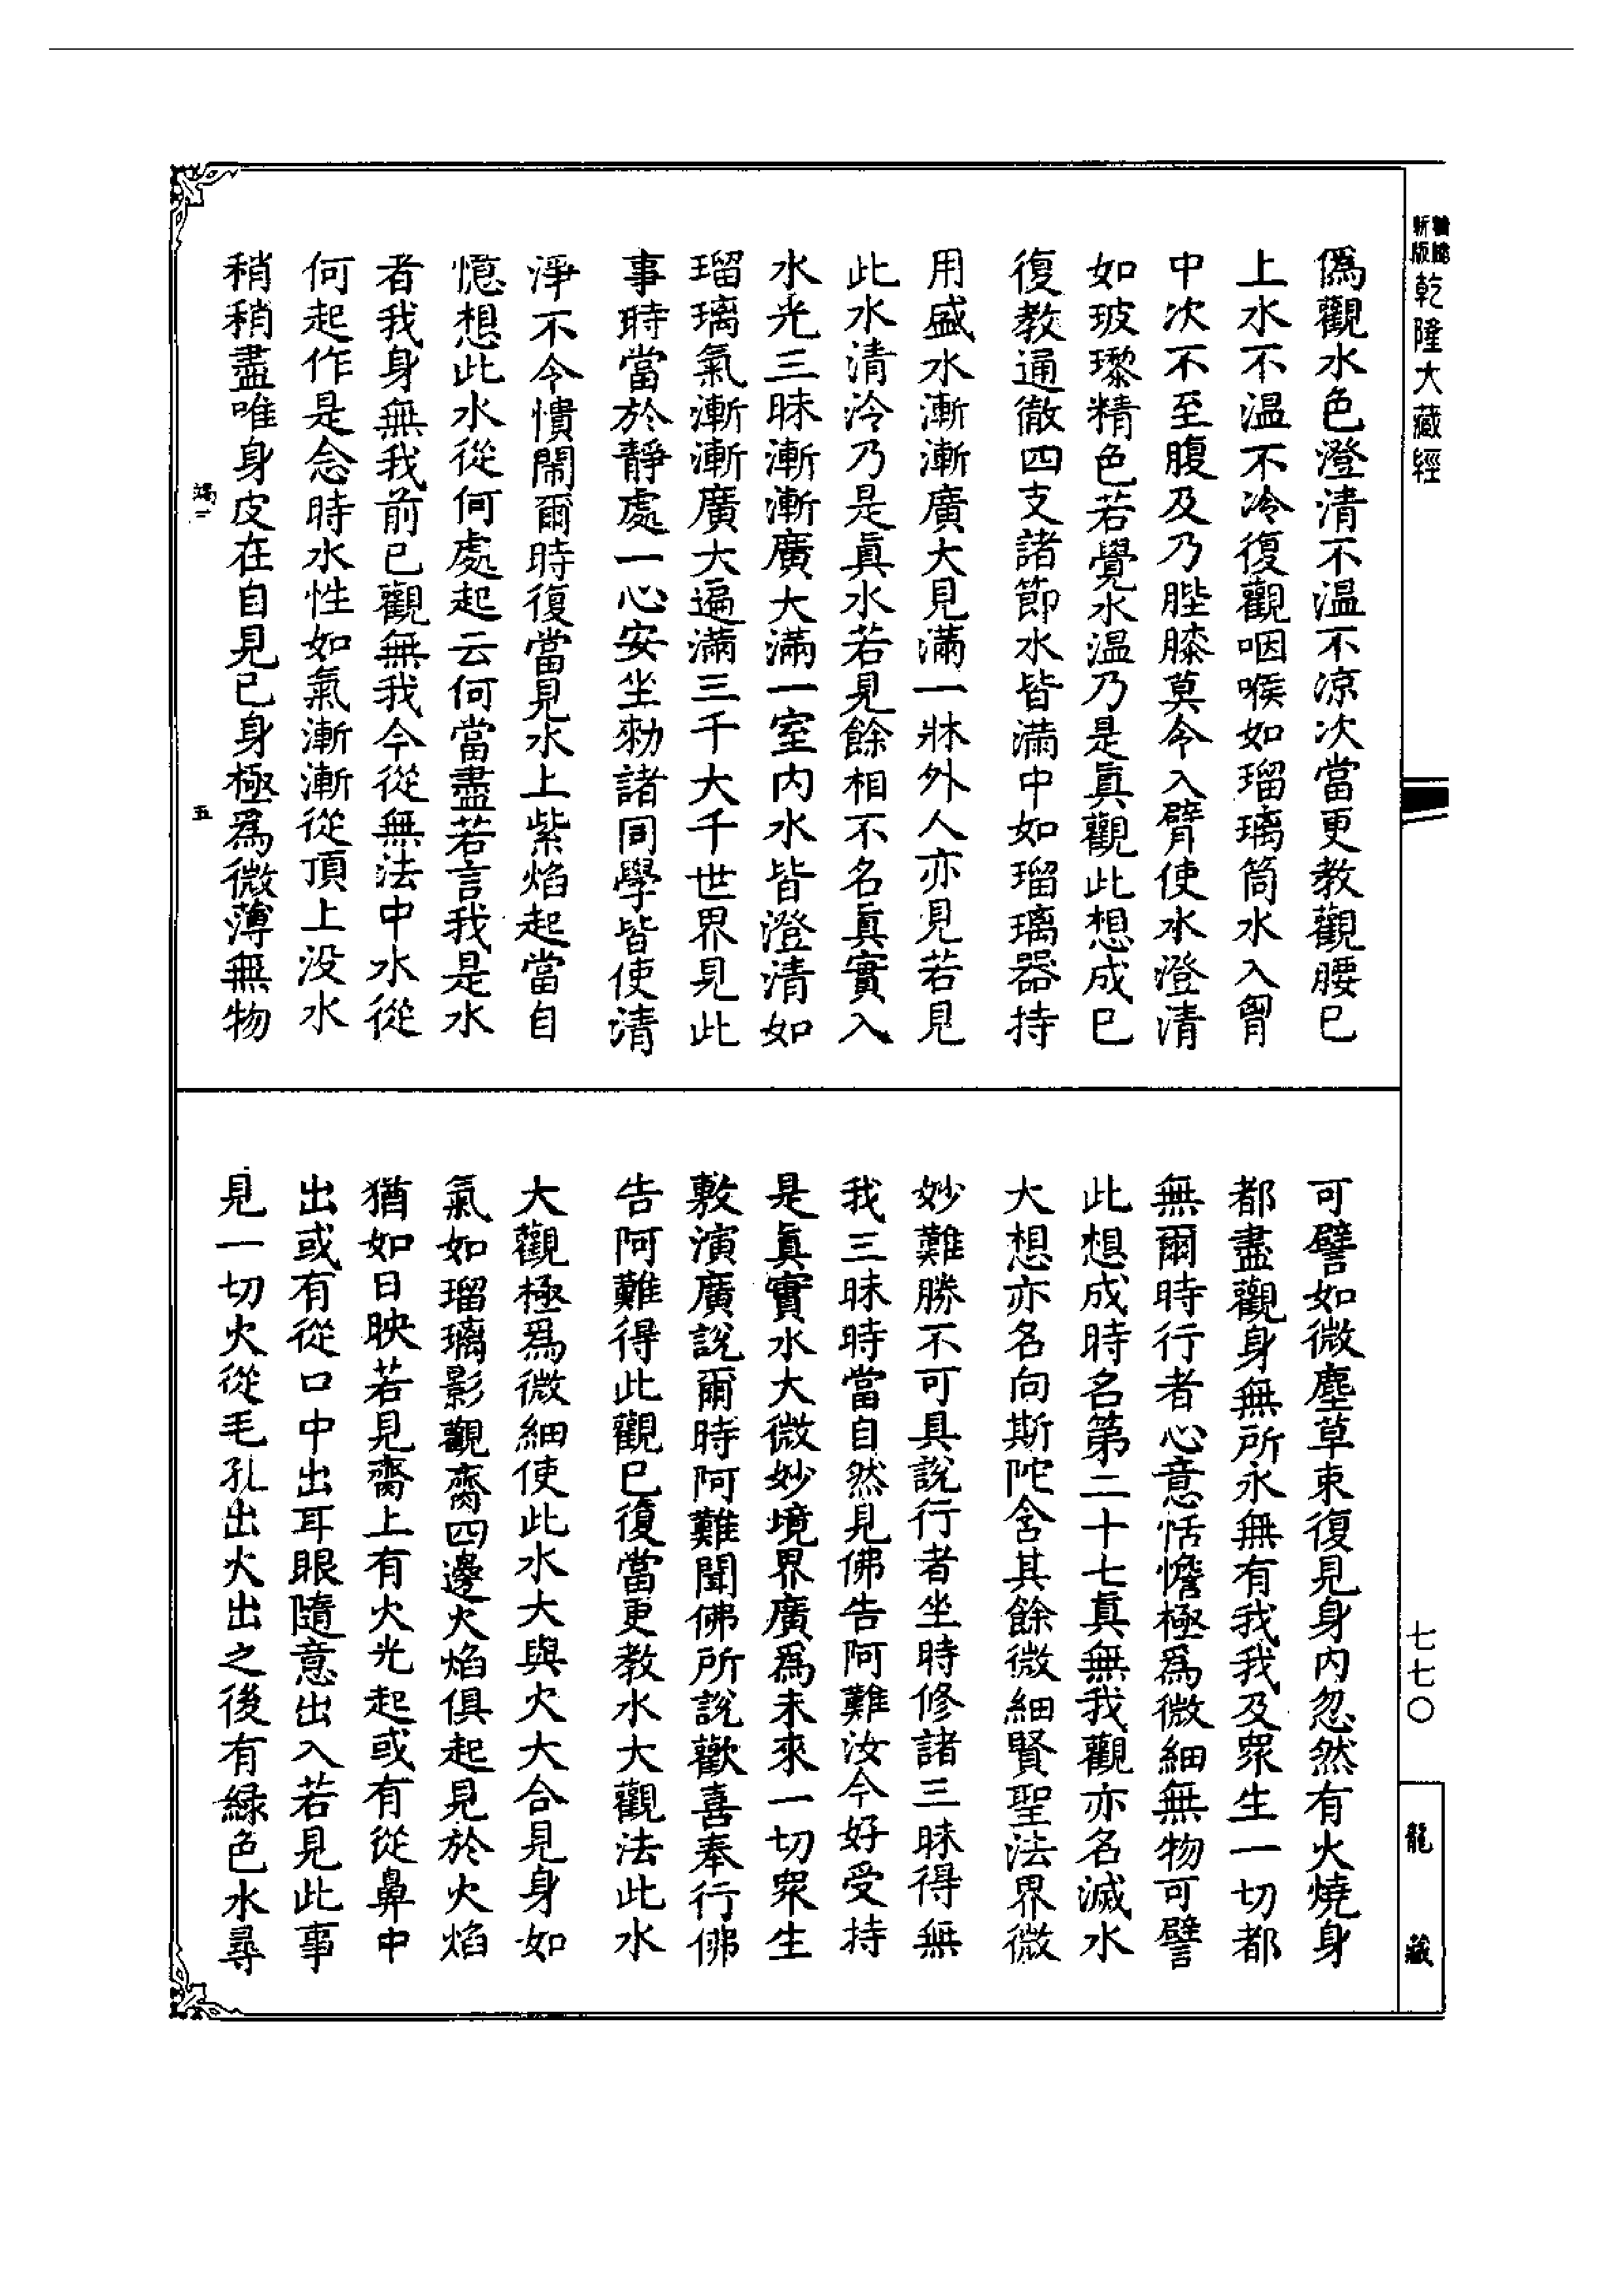 新版
乾隆大藏經
僞觀水色澄清不温不凉次當更教觀腰已
上水不温不冷復觀咽喉如瑠璃筒水入胷
中次不至腹及乃胜膝莫令入臂使水澄清
如玻瓈精色若覺水温乃是眞觀此想成已
復教通徹四支諸節水皆滿中如瑠璃器持
用盛水漸漸廣大見滿一牀外人亦見若見
此水清冷乃是眞水若見餘相不名眞實入
水光三昧漸漸廣大滿一室内水皆澄清如
瑠璃氣漸漸廣大遍滿三千大千世界見此
事時當於靜處一心安坐勑諸同學皆使清
淨不令憒閙爾時復當見水上紫焰起當自
憶想此水從何處起云何當盡若言我是水
者我身無我前已觀無我今從無法中水從
何起作是念時水性如氣漸漸從頂上没水
稍稍盡唯身皮在自見已身極爲微薄無物
五
可譬如微塵草束復見身内忽然有火燒身
都盡觀身無所永無有我我及衆生一切都
無爾時行者心意恬憺極爲微細無物可譬
此想成時名第二十七眞無我觀亦名滅水
大想亦名向斯陀含其餘微細賢聖法界微
妙難勝不可具說行者坐時修諸三昧得無
我三昧時當自然見佛告阿難汝今好受持
是眞實水大微妙境界廣爲未來一切衆生
敷演廣說爾時阿難聞佛所說歡喜奉行佛
告阿難得此觀已復當更教水大觀法此水
大觀極爲微細使此水大與火大合見身如
氣如瑠璃影觀齎四邊火焰俱起見於火焰
猶如日映若見齎上有火光起或有從鼻中
出或有從口中出耳眼隨意出入若見此事
見一切火從毛孔出火出之後有緑色水尋
七七〇
龍藏